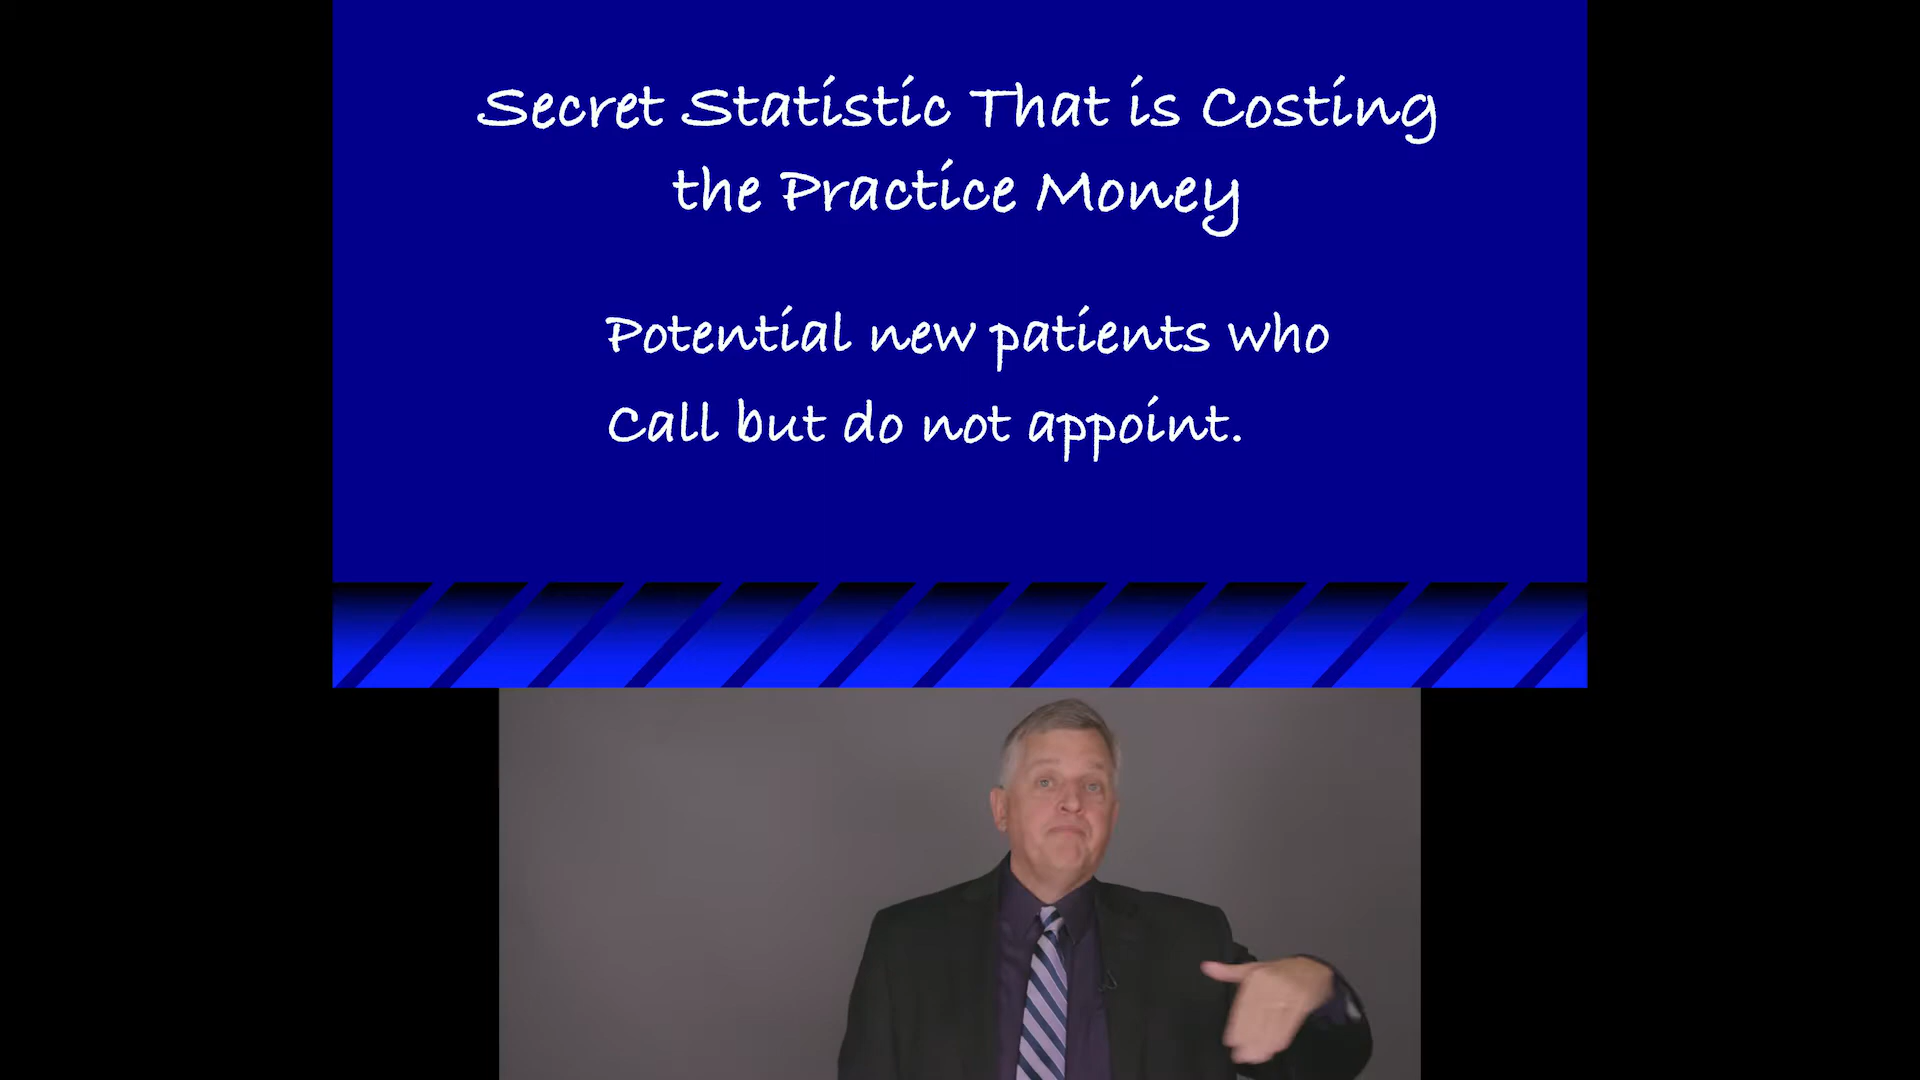 Secret Statistic That is Costing
the Practice Money
Potential new patients who
Call but do not appoint.